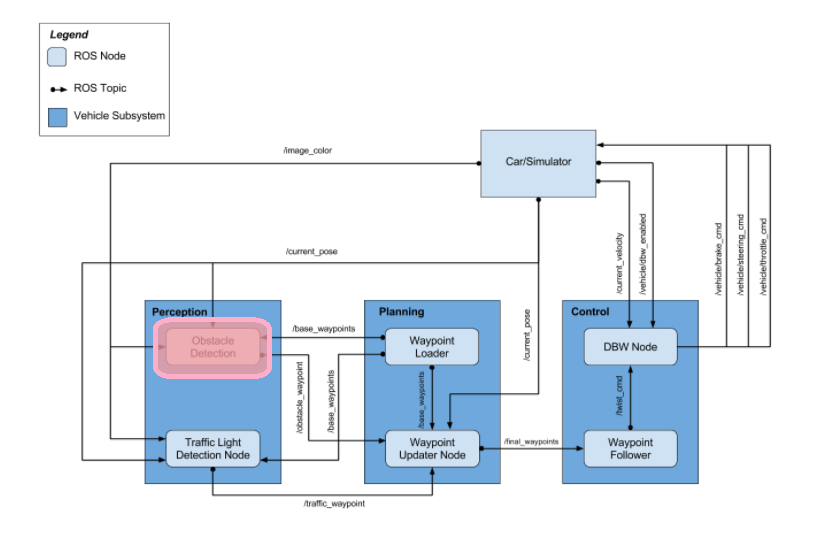 Legend
ROS Node
ROS Topic
Vehicle Subsystem
/image_color
Car/Simulator
/current_pose
/current_velocity
/vehicle/dbw_enabled
/vehicle/brake_cmd
/vehicle/steering_cmd
/vehicle/throttle_cmd
Perception
Planning
Control
/current_pose
Obstacle
Detection
/base_waypoints
Waypoint
Loader
DBW Node
/obstacle_waypoint
/base_waypoints
/base_waypoints
/twist_cmd
Traffic Light
Detection Node
Waypoint
Updater Node
/final_waypoints
Waypoint
Follower
/traffic_waypoint